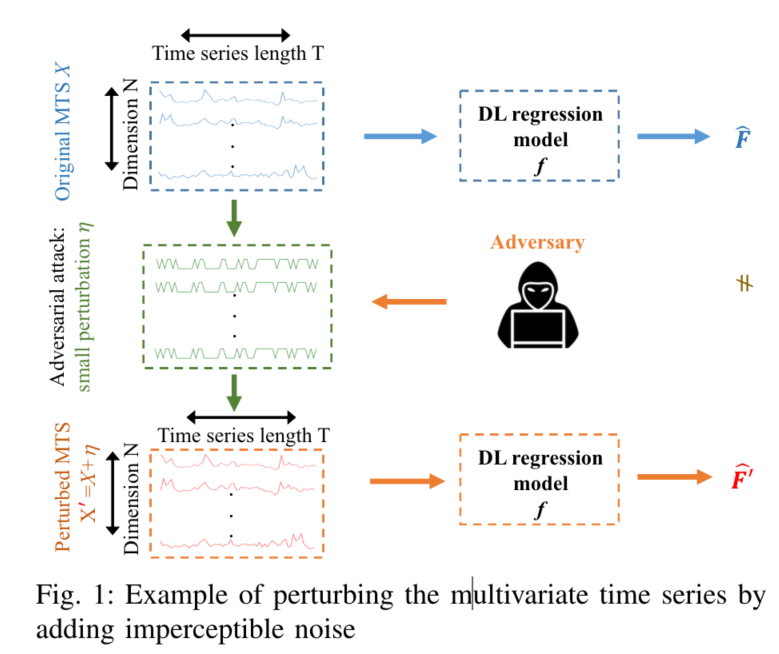 Time series length T
Original MTS X
Dimension N
DL regression
model
f
F̂
Adversarial attack:
small perturbation η
Adversary
≠
Time series length T
Perturbed MTS
X′ =X+η
Dimension N
DL regression
model
f
F̂′
Fig. 1: Example of perturbing the multivariate time series by
adding imperceptible noise